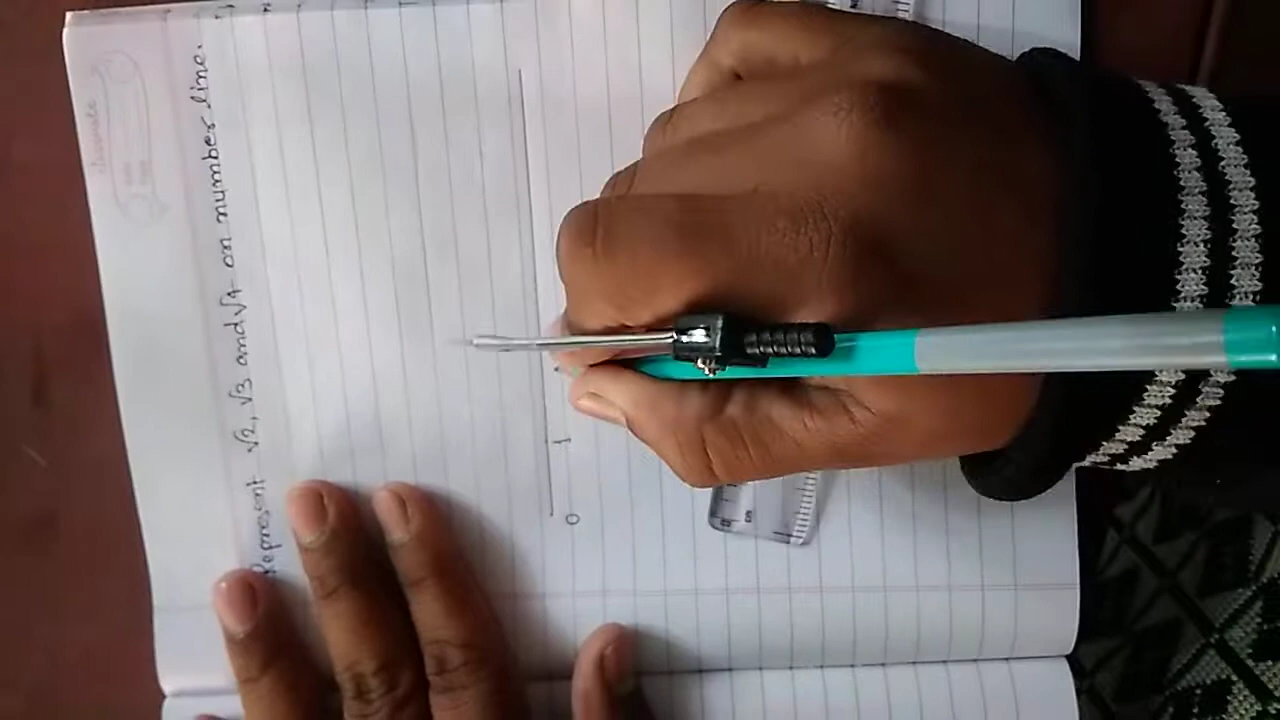 Represent √2, √3 and √4 on number line.
0 1